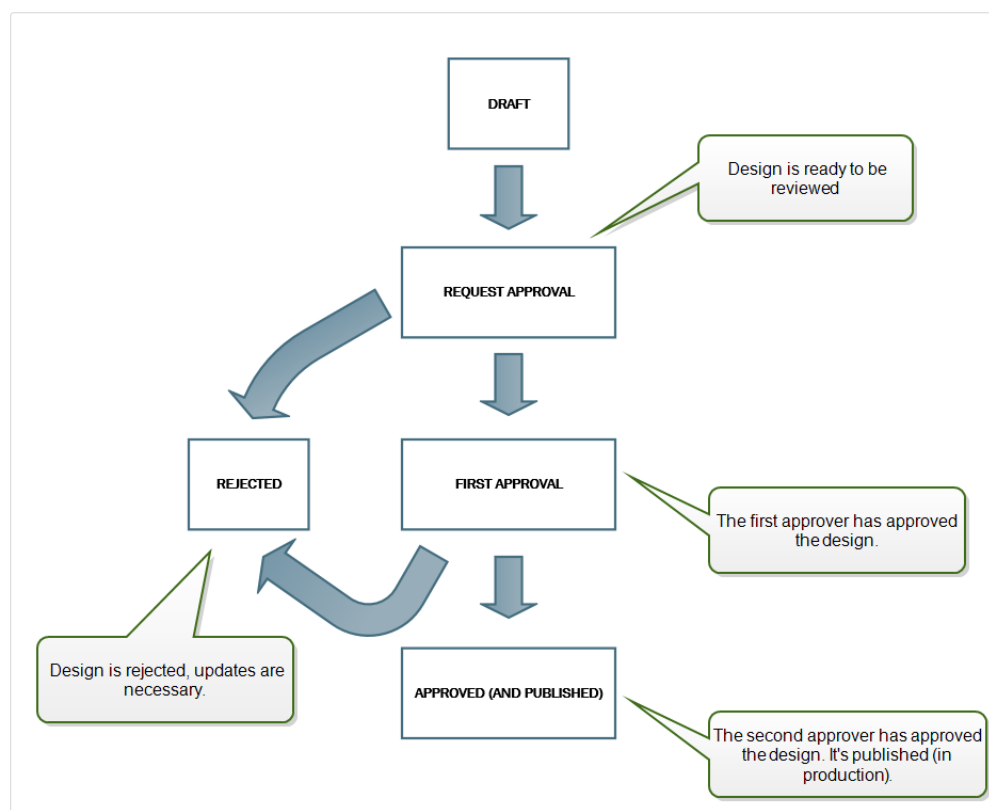 DRAFT
Design is ready to be
reviewed
REQUEST APPROVAL
REJECTED
FIRST APPROVAL
The first approver has approved
the design.
Design is rejected, updates are
necessary.
APPROVED (AND PUBLISHED)
The second approver has approved
the design. It's published (in
production).